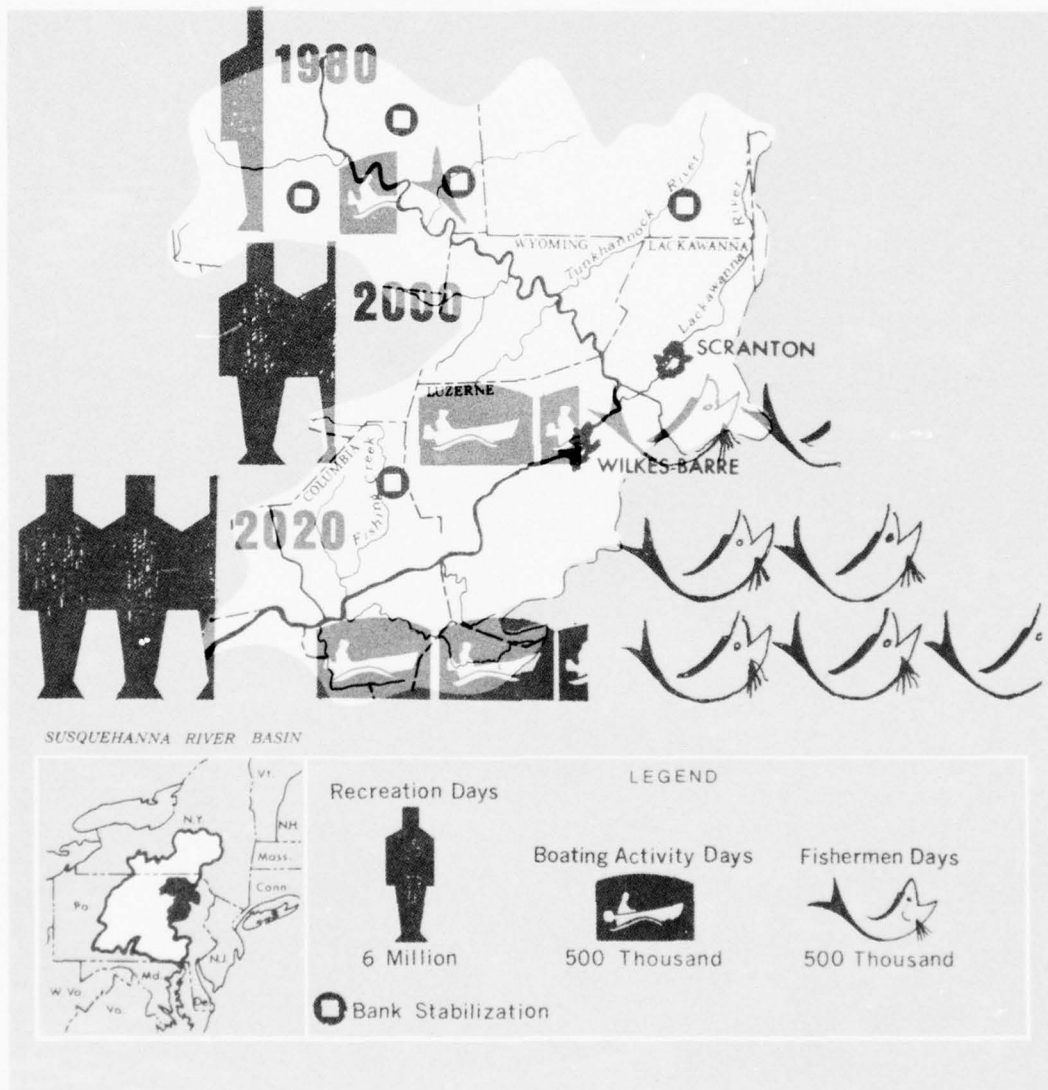 1980
Tunkhannock River
River
WYOMING
LACKAWANNA
Lackawanna
2000
SCRANTON
LUZERNE
WILKES-BARRE
COLUMBIA
Fishing Creek
2020
SUSQUEHANNA RIVER BASIN
LEGEND
Vt.
N.Y.
N.H.
Mass.
Conn.
Pa.
N.J.
Md.
W. Va.
Va.
De.
Recreation Days
6 Million
Boating Activity Days
500 Thousand
Fishermen Days
500 Thousand
Bank Stabilization